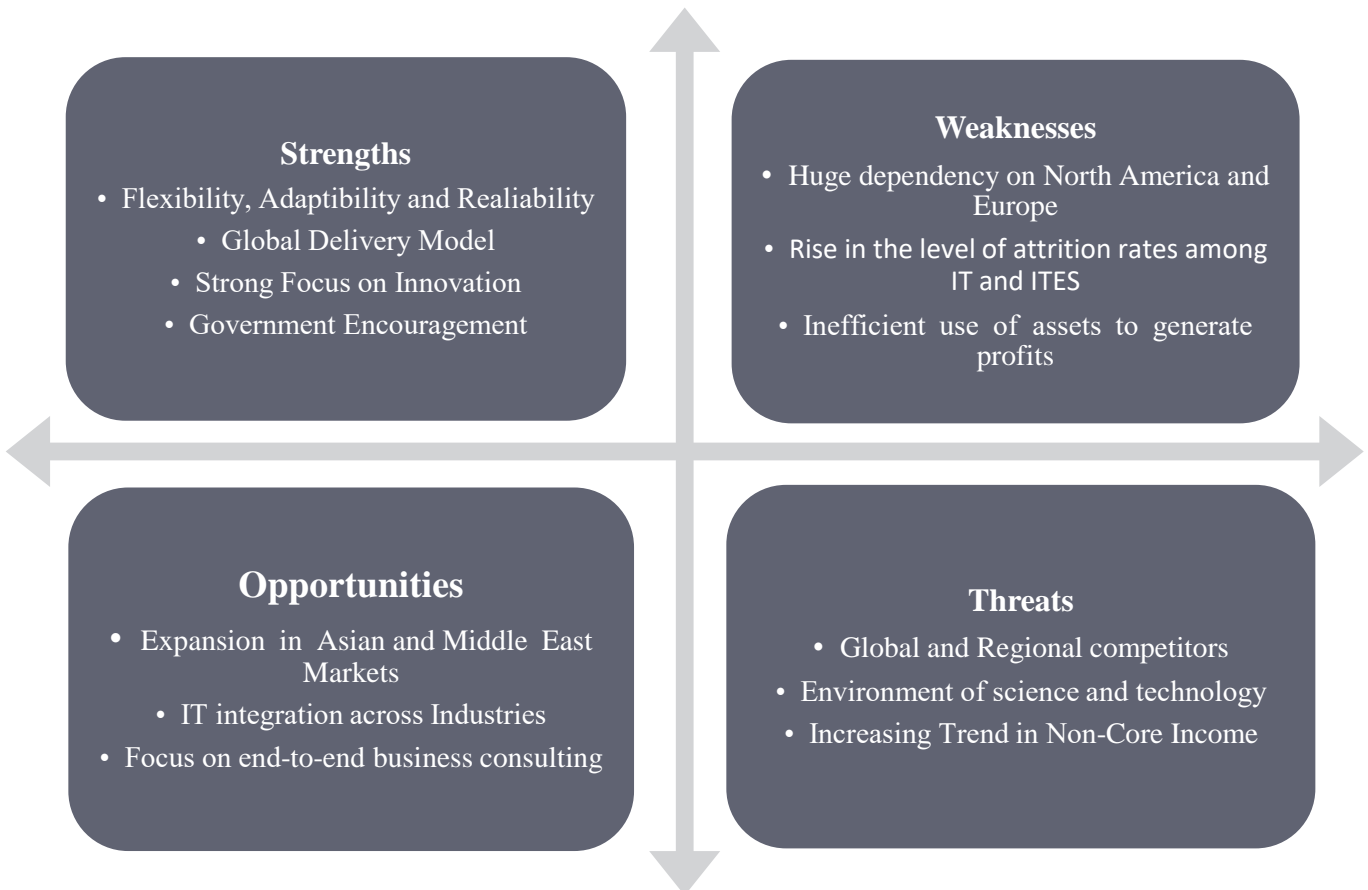 Strengths
• Flexibility, Adaptibility and Realiability
• Global Delivery Model
• Strong Focus on Innovation
• Government Encouragement
Weaknesses
• Huge dependency on North America and
Europe
• Rise in the level of attrition rates among
IT and ITES
• Inefficient use of assets to generate
profits
Opportunities
• Expansion in Asian and Middle East
Markets
• IT integration across Industries
• Focus on end-to-end business consulting
Threats
• Global and Regional competitors
• Environment of science and technology
• Increasing Trend in Non-Core Income